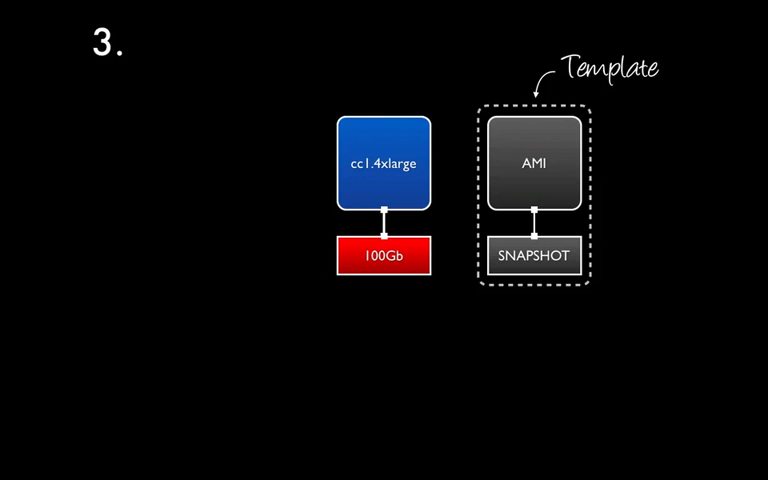 3.
Template
cc1.4xlarge
AMI
100Gb
SNAPSHOT